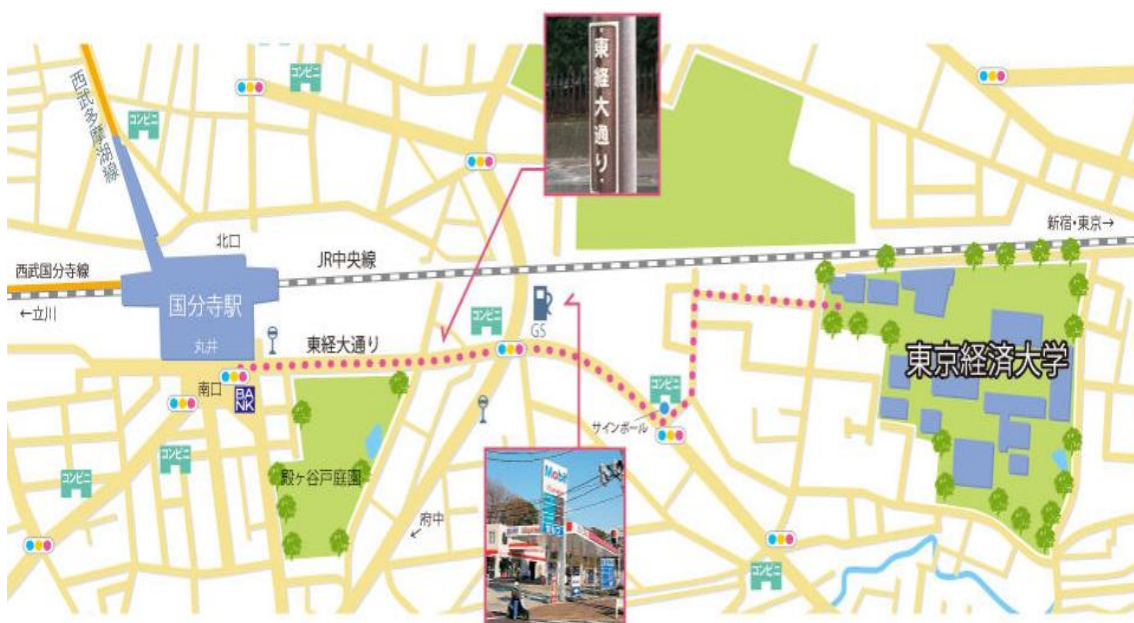 西武多摩湖線
コンビニ
コンビニ
東経大通り
北口
新宿・東京→
JR中央線
西武国分寺線
←立川
国分寺駅
丸井
GS
コンビニ
東経大通り
南口
BA
NK
東京経済大学
コンビニ
サインポール
コンビニ
コンビニ
殿ヶ谷戸庭園
Mobil
←府中
コンビニ